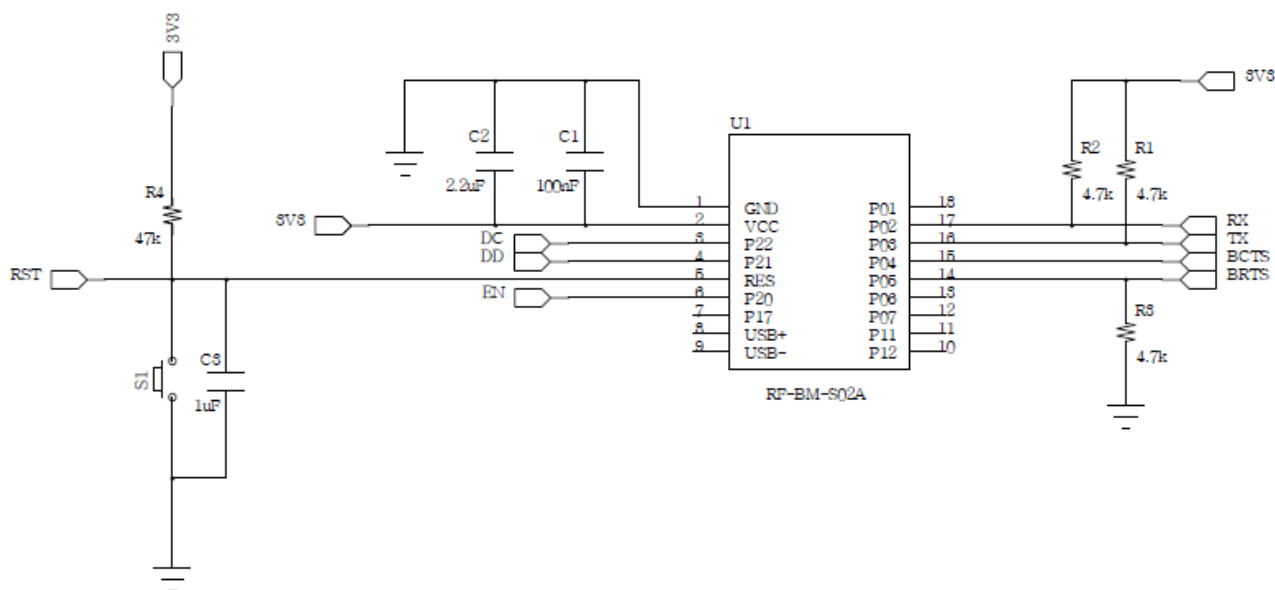 3V3
3V3
U1
C2
C1
R2
R1
2.2uF
100nF
4.7k
4.7k
R4
47k
3V3
1
2
3
4
5
6
7
8
9
GND
VCC
P22
P21
RES
P20
P17
USB+
USB-
P01
P02
P03
P04
P05
P06
P07
P11
P12
18
17
16
15
14
13
12
11
10
RX
TX
BCTS
BRTS
DC
DD
RST
EN
R3
4.7k
S1
C3
1uF
RF-BM-S02A